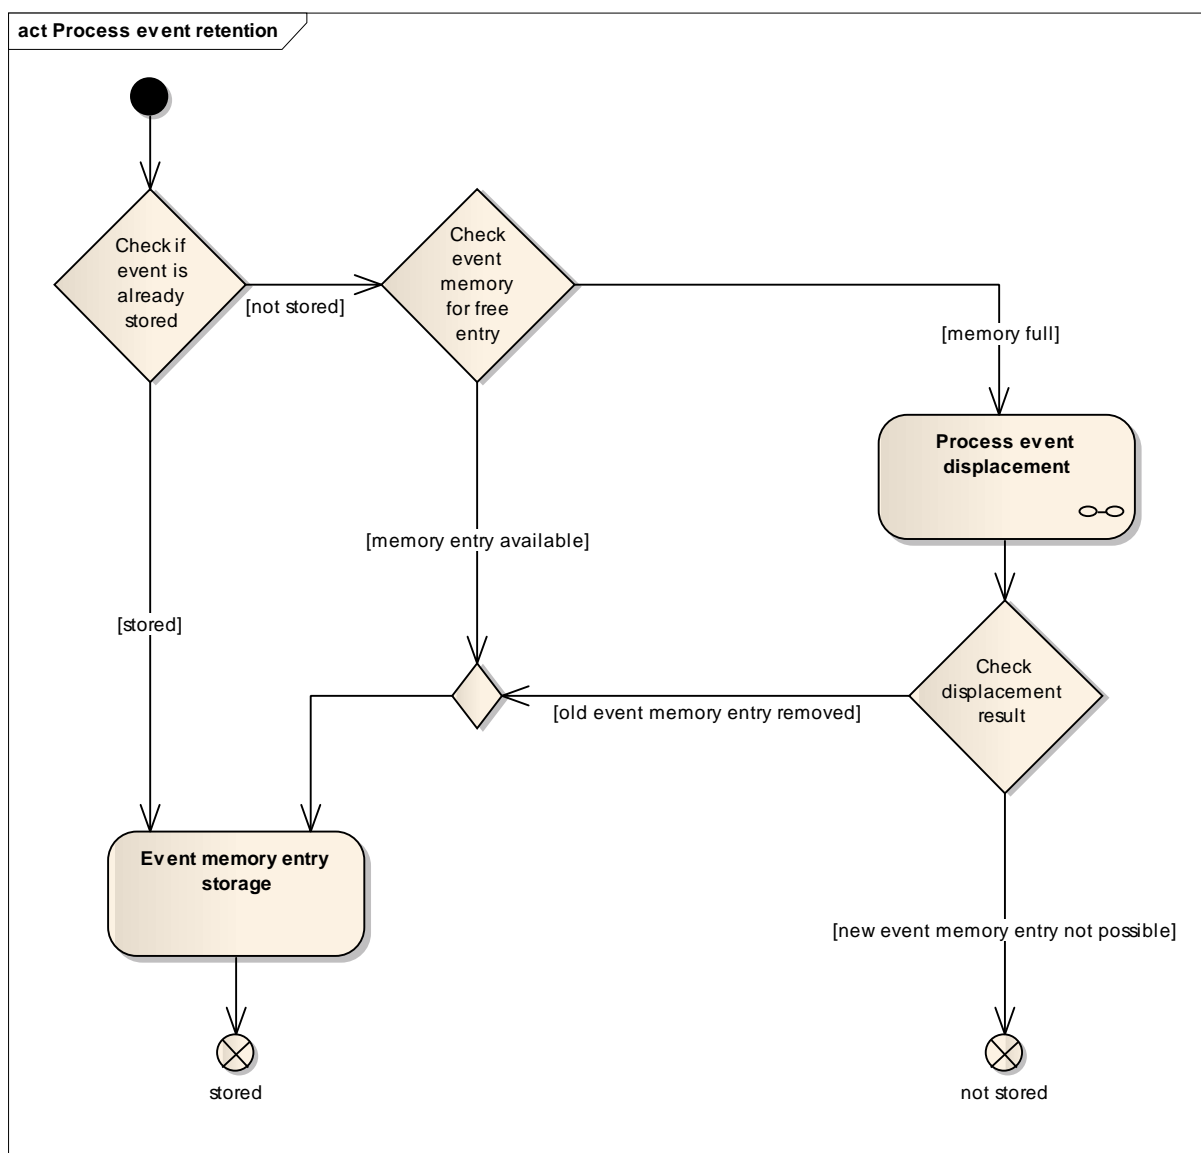 act Process event retention
Check if
event is
already
stored
[not stored]
Check
event
memory
for free
entry
[memory full]
Process event
displacement
[memory entry available]
[stored]
Check
displacement
result
[old event memory entry removed]
Event memory entry
storage
[new event memory entry not possible]
stored
not stored